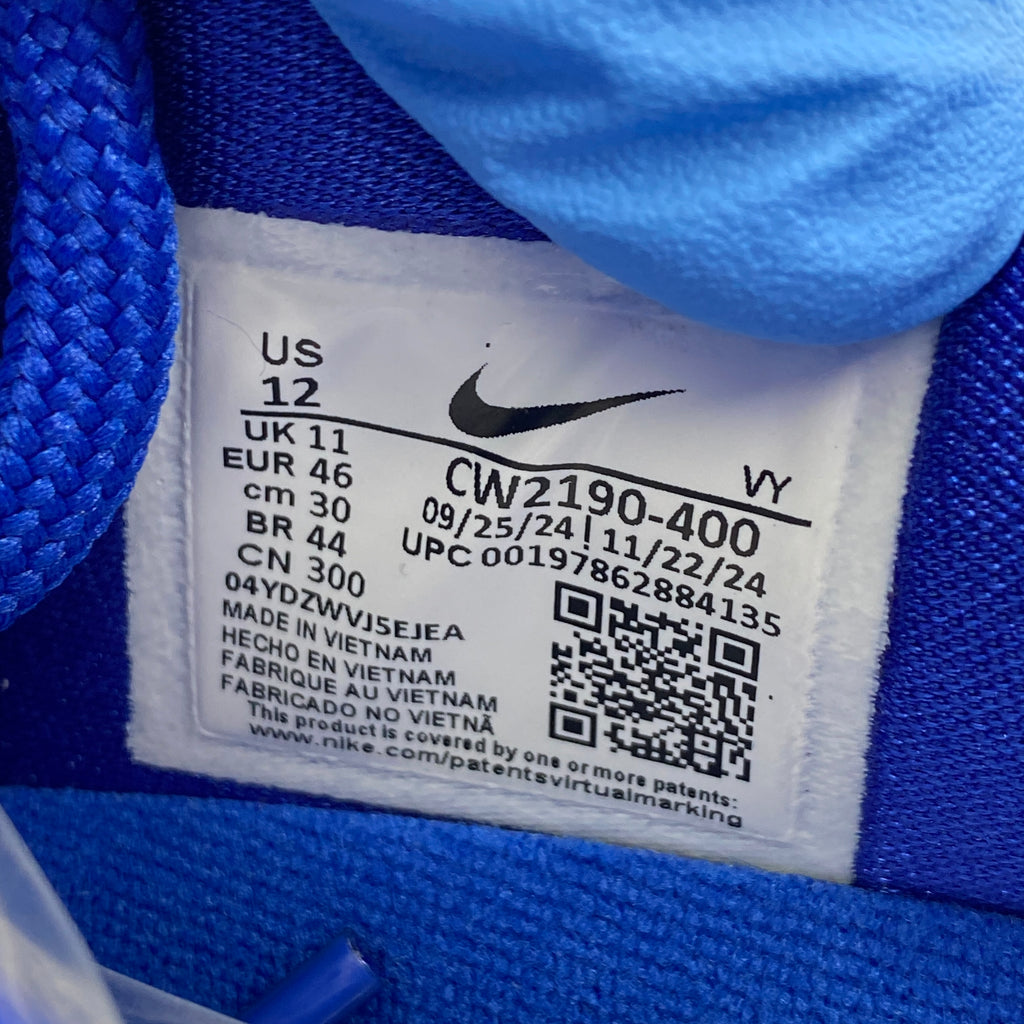 US
12
UK 11
EUR 46
cm 30
BR 44
CN 300
VY
CW2190-400
09/25/24 | 11/22/24
UPC 00197862884135
04YDZWVJ5EJEA
MADE IN VIETNAM
HECHO EN VIETNAM
FABRIQUE AU VIETNAM
FABRICADO NO VIETNÃ
This product is covered by one or more patents:
www.nike.com/patentsvirtualmarking